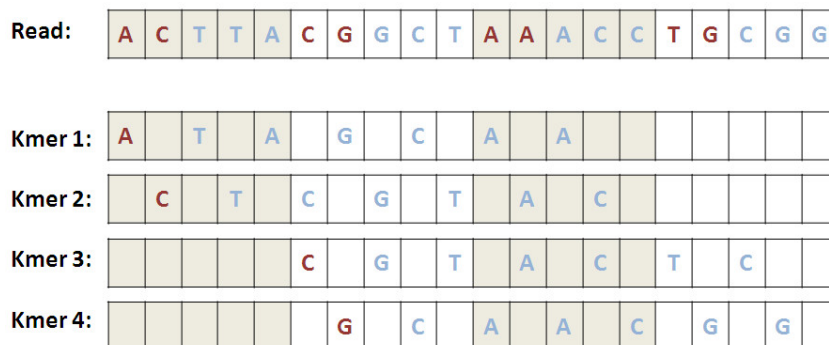 Read: A C T T A C G G C T A A A C C T G C G G
Kmer 1: A T A G C A A
Kmer 2: C T C G T A C
Kmer 3: C G T A C T C
Kmer 4: G C A A C G G